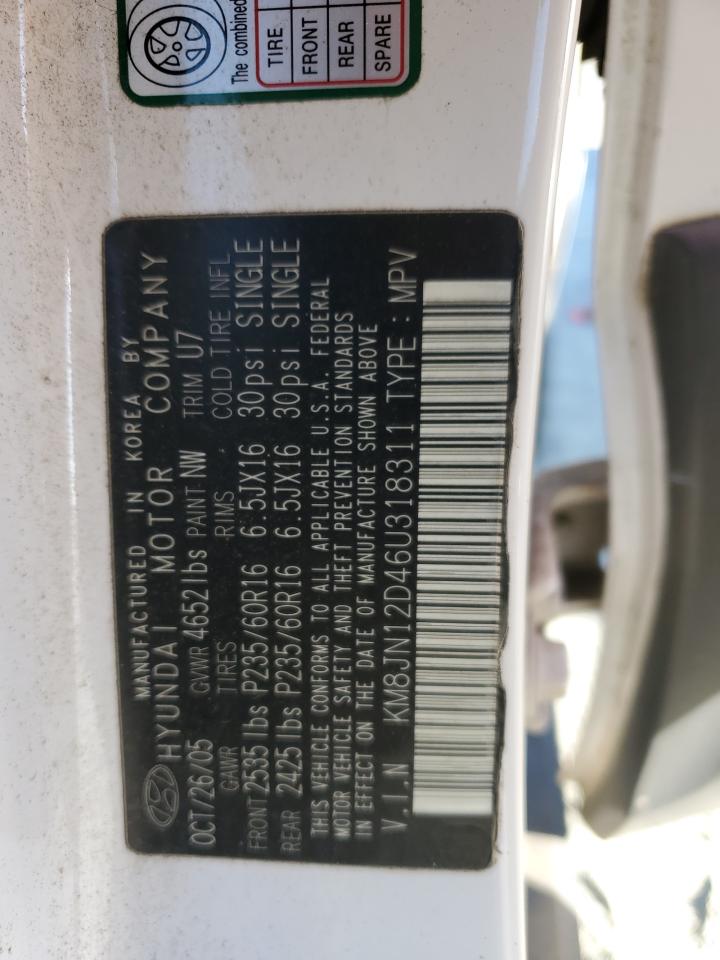 The combined
TIRE
FRONT
REAR
SPARE
MANUFACTURED IN KOREA BY
HYUNDAI MOTOR COMPANY
OCT/26/05 GVWR 4652lbs PAINT NW TRIM U7
GAWR TIRES RIMS COLD TIRE INFL
FRONT 2535lbs P235/60R16 6.5JX16 30psi SINGLE
REAR 2425lbs P235/60R16 6.5JX16 30psi SINGLE
THIS VEHICLE CONFORMS TO ALL APPLICABLE U.S.A. FEDERAL
MOTOR VEHICLE SAFETY AND THEFT PREVENTION STANDARDS
IN EFFECT ON THE DATE OF MANUFACTURE SHOWN ABOVE
V.I.N KM8JN12D46U318311 TYPE : MPV